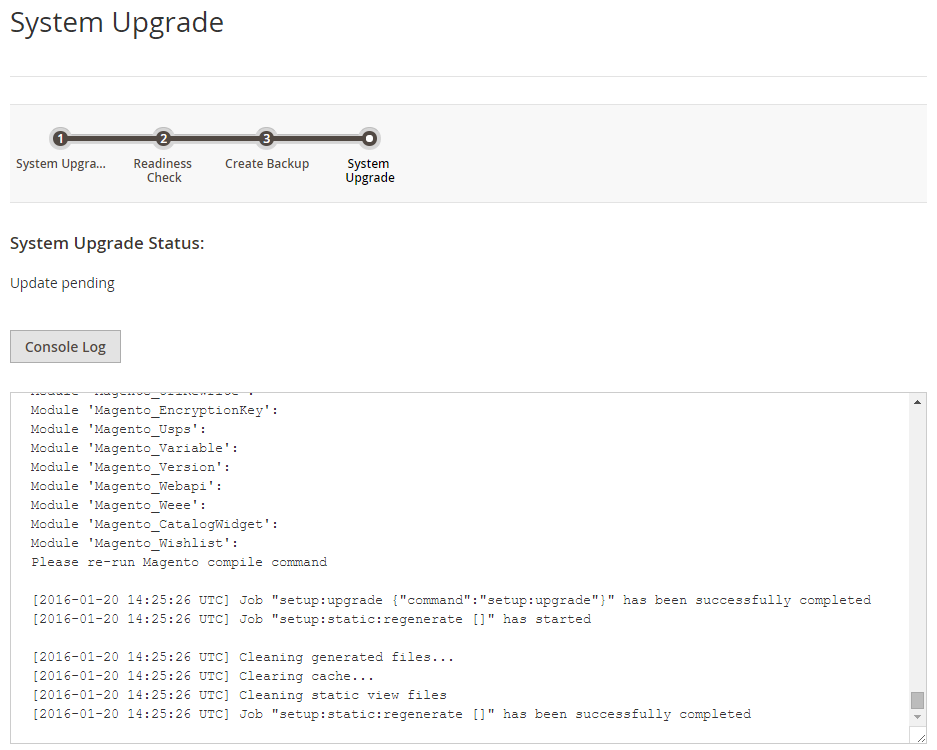 System Upgrade
1
2
3
System Upgra...
Readiness
Check
Create Backup
System
Upgrade
System Upgrade Status:
Update pending
Console Log
Module 'Magento_UrlRewrite':
Module 'Magento_EncryptionKey':
Module 'Magento_Usps':
Module 'Magento_Variable':
Module 'Magento_Version':
Module 'Magento_Webapi':
Module 'Magento_Weee':
Module 'Magento_CatalogWidget':
Module 'Magento_Wishlist':
Please re-run Magento compile command
[2016-01-20 14:25:26 UTC] Job "setup:upgrade {"command":"setup:upgrade"}" has been successfully completed
[2016-01-20 14:25:26 UTC] Job "setup:static:regenerate []" has started
[2016-01-20 14:25:26 UTC] Cleaning generated files...
[2016-01-20 14:25:26 UTC] Clearing cache...
[2016-01-20 14:25:26 UTC] Cleaning static view files
[2016-01-20 14:25:26 UTC] Job "setup:static:regenerate []" has been successfully completed